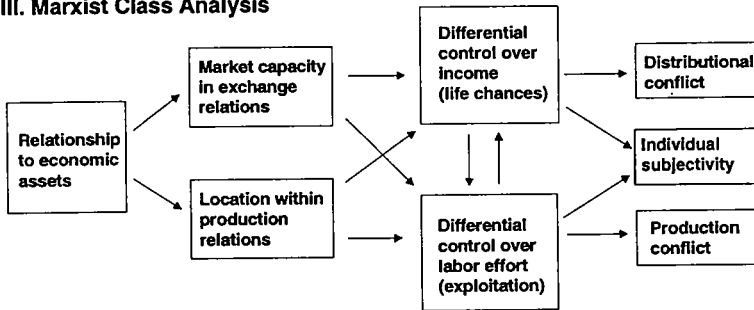 III. Marxist Class Analysis
Relationship
to economic
assets
Market capacity
in exchange
relations
Location within
production
relations
Differential
control over
income
(life chances)
Differential
control over
labor effort
(exploitation)
Distributional
conflict
Individual
subjectivity
Production
conflict